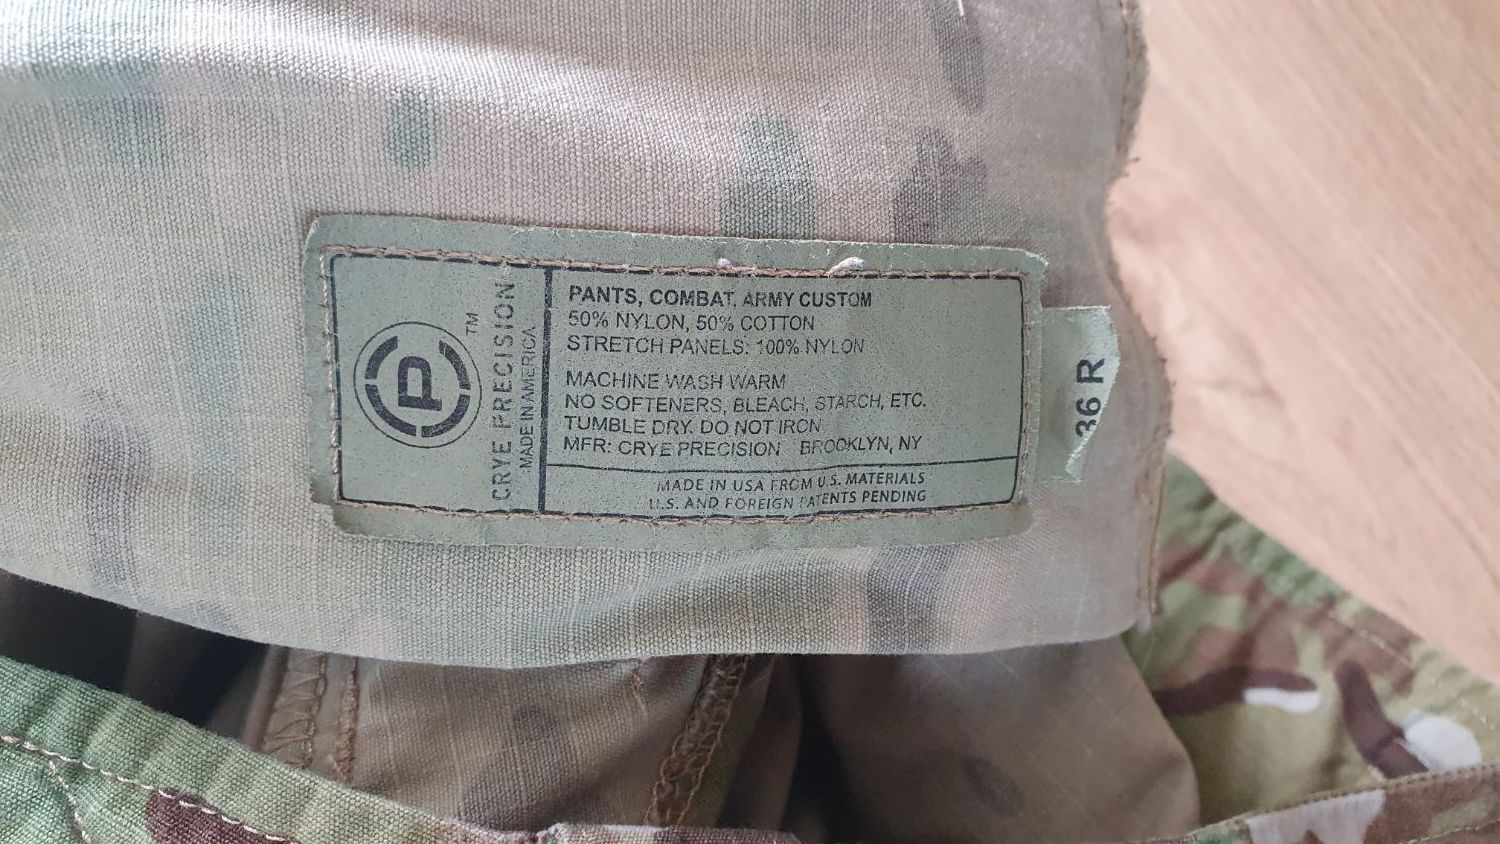 P
TM
CRYE PRECISION
MADE IN AMERICA
PANTS, COMBAT, ARMY CUSTOM
50% NYLON, 50% COTTON
STRETCH PANELS: 100% NYLON
MACHINE WASH WARM
NO SOFTENERS, BLEACH, STARCH, ETC.
TUMBLE DRY. DO NOT IRON
MFR: CRYE PRECISION BROOKLYN, NY
MADE IN USA FROM U.S. MATERIALS
U.S. AND FOREIGN PATENTS PENDING
36 R